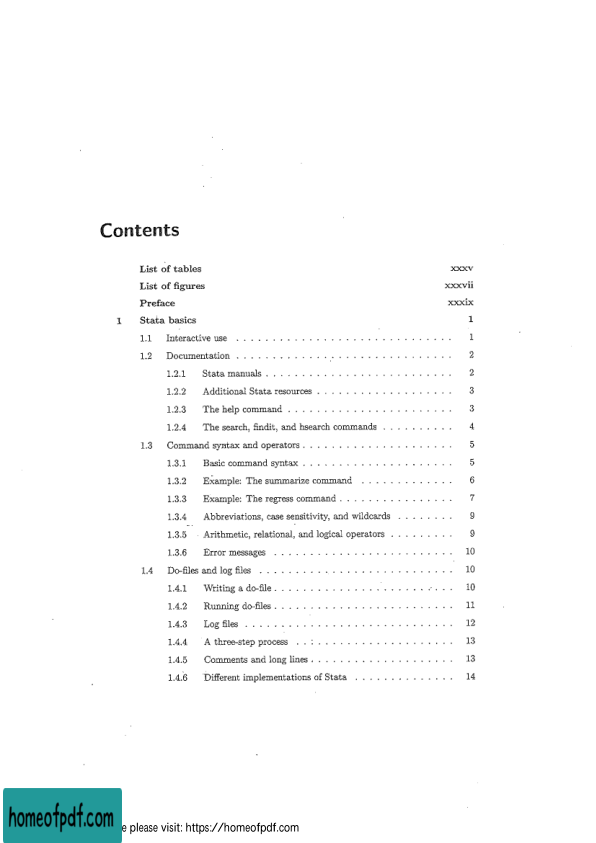 Contents
List of tables xxxv
List of figures xxxvii
Preface xxxix
1 Stata basics 1
1.1 Interactive use . . . . . . . . . . . . . . . . . . . . . . . . . . . . . . 1
1.2 Documentation . . . . . . . . . . . . . . . . . . . . . . . . . . . . . . 2
1.2.1 Stata manuals . . . . . . . . . . . . . . . . . . . . . . . . . . 2
1.2.2 Additional Stata resources . . . . . . . . . . . . . . . . . . . 3
1.2.3 The help command . . . . . . . . . . . . . . . . . . . . . . . 3
1.2.4 The search, findit, and hsearch commands . . . . . . . . . . 4
1.3 Command syntax and operators . . . . . . . . . . . . . . . . . . . . . 5
1.3.1 Basic command syntax . . . . . . . . . . . . . . . . . . . . . 5
1.3.2 Example: The summarize command . . . . . . . . . . . . . 6
1.3.3 Example: The regress command . . . . . . . . . . . . . . . . 7
1.3.4 Abbreviations, case sensitivity, and wildcards . . . . . . . . 9
1.3.5 Arithmetic, relational, and logical operators . . . . . . . . . 9
1.3.6 Error messages . . . . . . . . . . . . . . . . . . . . . . . . . 10
1.4 Do-files and log files . . . . . . . . . . . . . . . . . . . . . . . . . . . 10
1.4.1 Writing a do-file . . . . . . . . . . . . . . . . . . . . . . . . . 10
1.4.2 Running do-files . . . . . . . . . . . . . . . . . . . . . . . . . 11
1.4.3 Log files . . . . . . . . . . . . . . . . . . . . . . . . . . . . . 12
1.4.4 A three-step process . . . . . . . . . . . . . . . . . . . . . . 13
1.4.5 Comments and long lines . . . . . . . . . . . . . . . . . . . . 13
1.4.6 Different implementations of Stata . . . . . . . . . . . . . . 14
homeofpdf.com
e please visit: https://homeofpdf.com